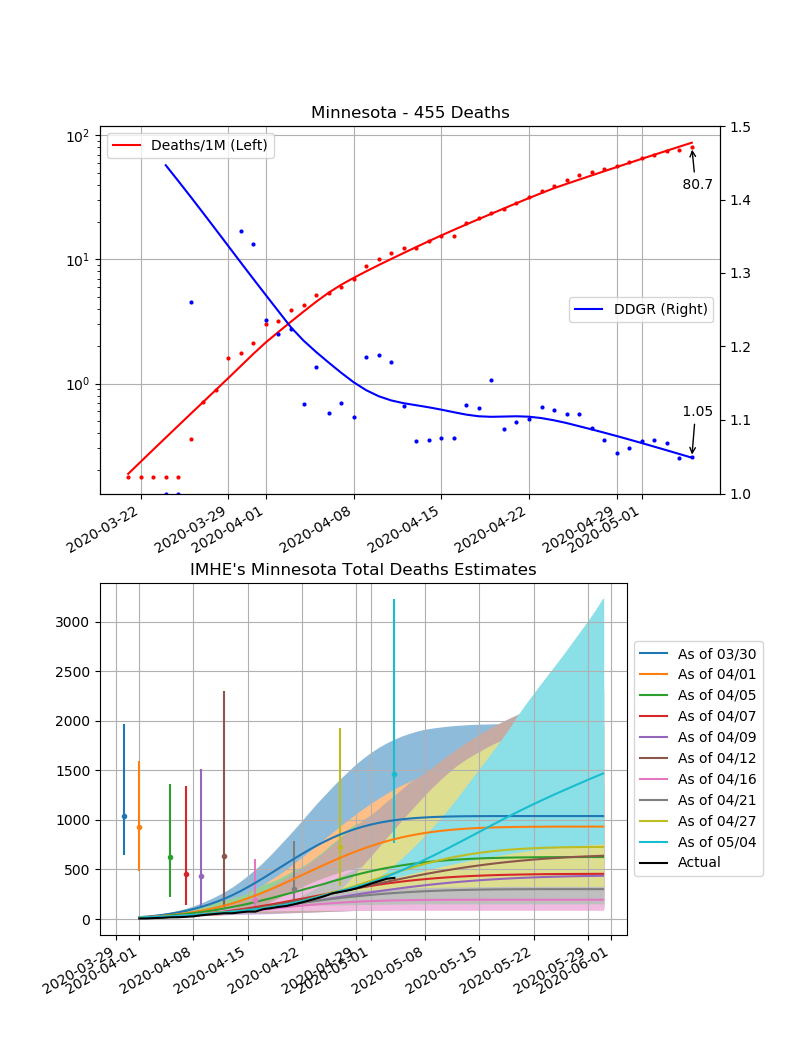 Minnesota - 455 Deaths
10²
10¹
10⁰
Deaths/1M (Left)
80.7
DDGR (Right)
1.05
1.5
1.4
1.3
1.2
1.1
1.0
2020-03-22
2020-03-29
2020-04-01
2020-04-08
2020-04-15
2020-04-22
2020-04-29
2020-05-01
IMHE's Minnesota Total Deaths Estimates
3000
2500
2000
1500
1000
500
0
As of 03/30
As of 04/01
As of 04/05
As of 04/07
As of 04/09
As of 04/12
As of 04/16
As of 04/21
As of 04/27
As of 05/04
Actual
2020-03-29
2020-04-01
2020-04-08
2020-04-15
2020-04-22
2020-04-29
2020-05-01
2020-05-08
2020-05-15
2020-05-22
2020-05-29
2020-06-01